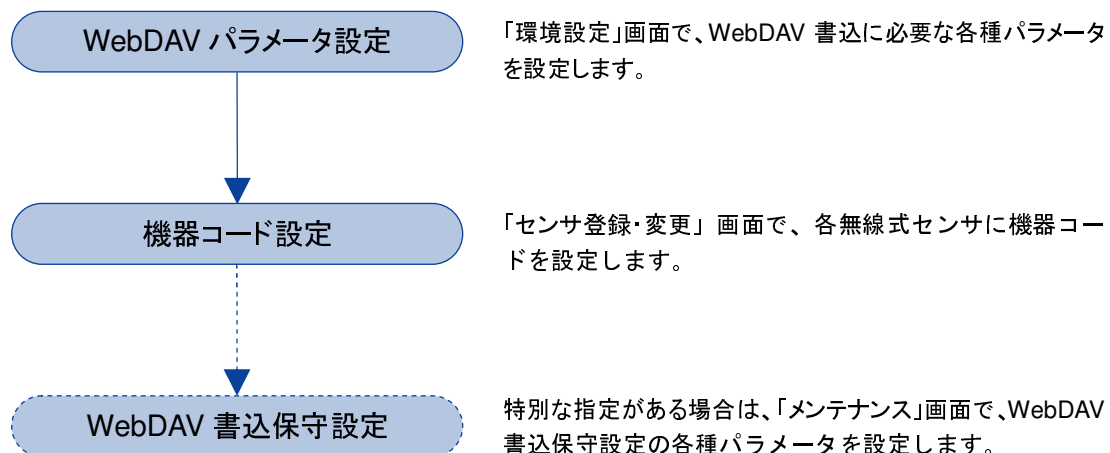 WebDAV パラメータ設定
「環境設定」画面で、WebDAV 書込に必要な各種パラメータ
を設定します。
機器コード設定
「センサ登録・変更」画面で、各無線式センサに機器コー
ドを設定します。
WebDAV 書込保守設定
特別な指定がある場合は、「メンテナンス」画面で、WebDAV
書込保守設定の各種パラメータを設定します。